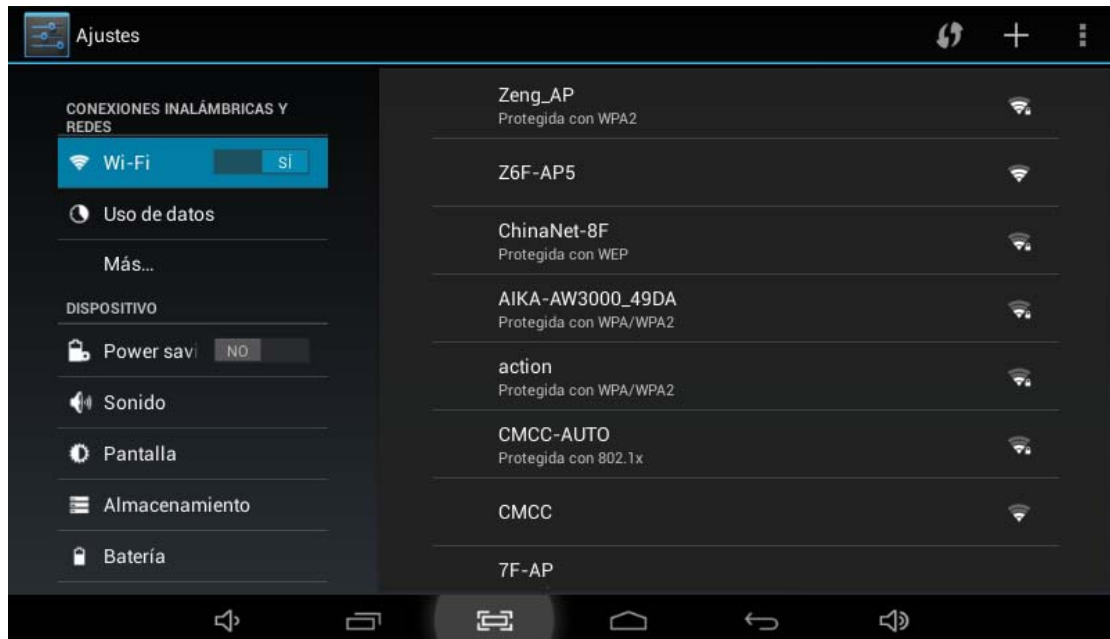 Ajustes
CONEXIONES INALÁMBRICAS Y
REDES
Wi-Fi
SÍ
Uso de datos
Más...
DISPOSITIVO
Power savi
NO
Sonido
Pantalla
Almacenamiento
Batería
Zeng_AP
Protegida con WPA2
Z6F-AP5
ChinaNet-8F
Protegida con WEP
AIKA-AW3000_49DA
Protegida con WPA/WPA2
action
Protegida con WPA/WPA2
CMCC-AUTO
Protegida con 802.1x
CMCC
7F-AP